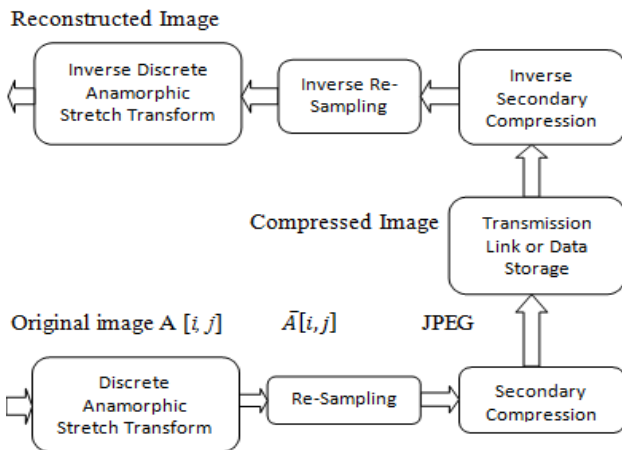 Reconstructed Image
Inverse Discrete
Anamorphic
Stretch Transform
Inverse Re-
Sampling
Inverse
Secondary
Compression
Compressed Image
Transmission
Link or Data
Storage
Original image A [i, j]
Ā[i, j]
JPEG
Discrete
Anamorphic
Stretch Transform
Re-Sampling
Secondary
Compression